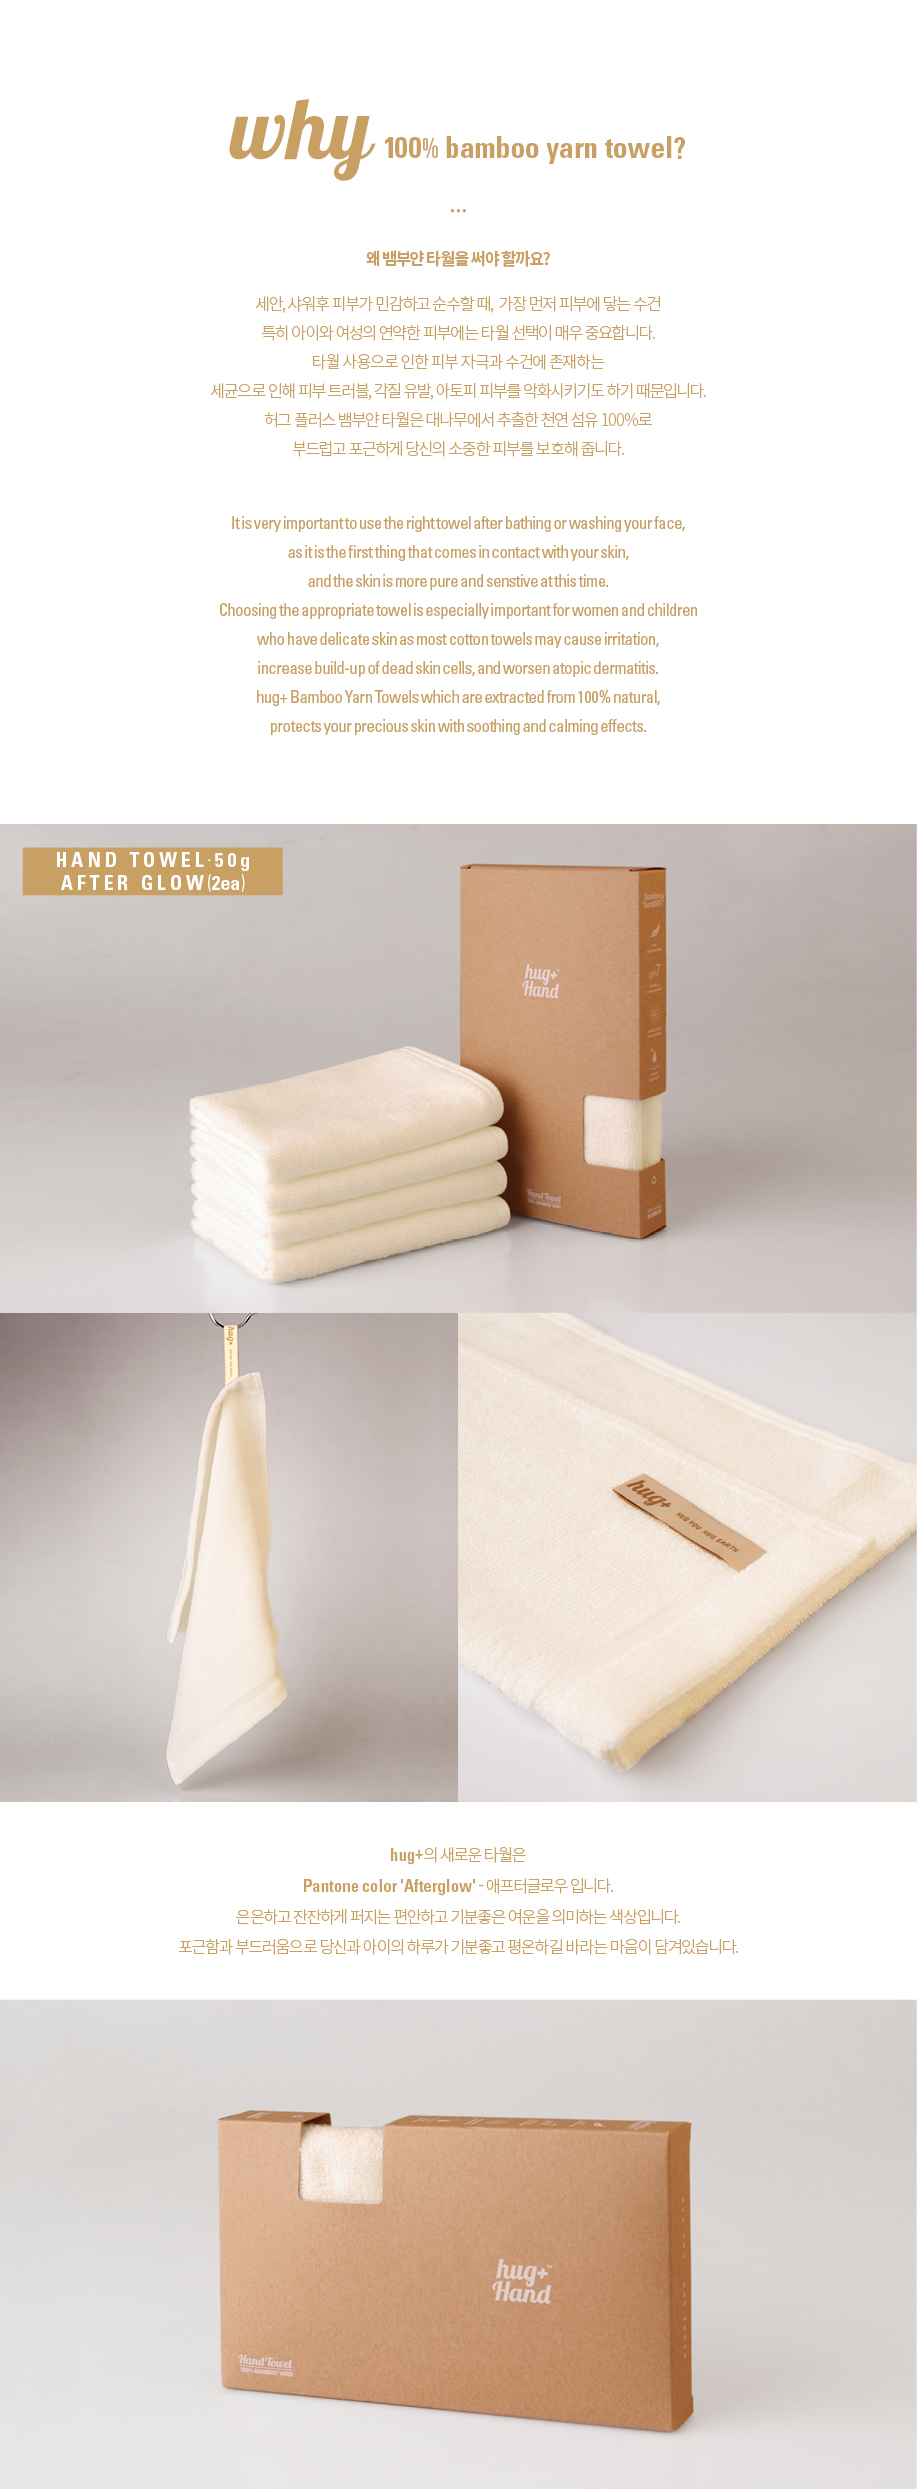 why 100% bamboo yarn towel?
...
왜 뱀부얀 타월을 써야 할까요?
세안, 샤워후 피부가 민감하고 순수할 때, 가장 먼저 피부에 닿는 수건
특히 아이와 여성의 연약한 피부에는 타월 선택이 매우 중요합니다.
타월 사용으로 인한 피부 자극과 수건에 존재하는
세균으로 인해 피부 트러블, 각질 유발, 아토피 피부를 악화시키기도 하기 때문입니다.
허그 플러스 뱀부얀 타월은 대나무에서 추출한 천연 섬유 100%로
부드럽고 포근하게 당신의 소중한 피부를 보호해 줍니다.
It is very important to use the right towel after bathing or washing your face,
as it is the first thing that comes in contact with your skin,
and the skin is more pure and senstive at this time.
Choosing the appropriate towel is especially important for women and children
who have delicate skin as most cotton towels may cause irritation,
increase build-up of dead skin cells, and worsen atopic dermatitis.
hug+ Bamboo Yarn Towels which are extracted from 100% natural,
protects your precious skin with soothing and calming effects.
HAND TOWEL-50g
AFTER GLOW(2ea)
hug+™
Hand
pH7
Hand Towel
100% BAMBOO YARN
hug+
hug+ HUG YOU HUG EARTH
hug+의 새로운 타월은
Pantone color 'Afterglow' - 애프터글로우 입니다.
은은하고 잔잔하게 퍼지는 편안하고 기분좋은 여운을 의미하는 색상입니다.
포근함과 부드러움으로 당신과 아이의 하루가 기분좋고 평온하길 바라는 마음이 담겨있습니다.
hug+™
Hand
Hand Towel
100% BAMBOO YARN